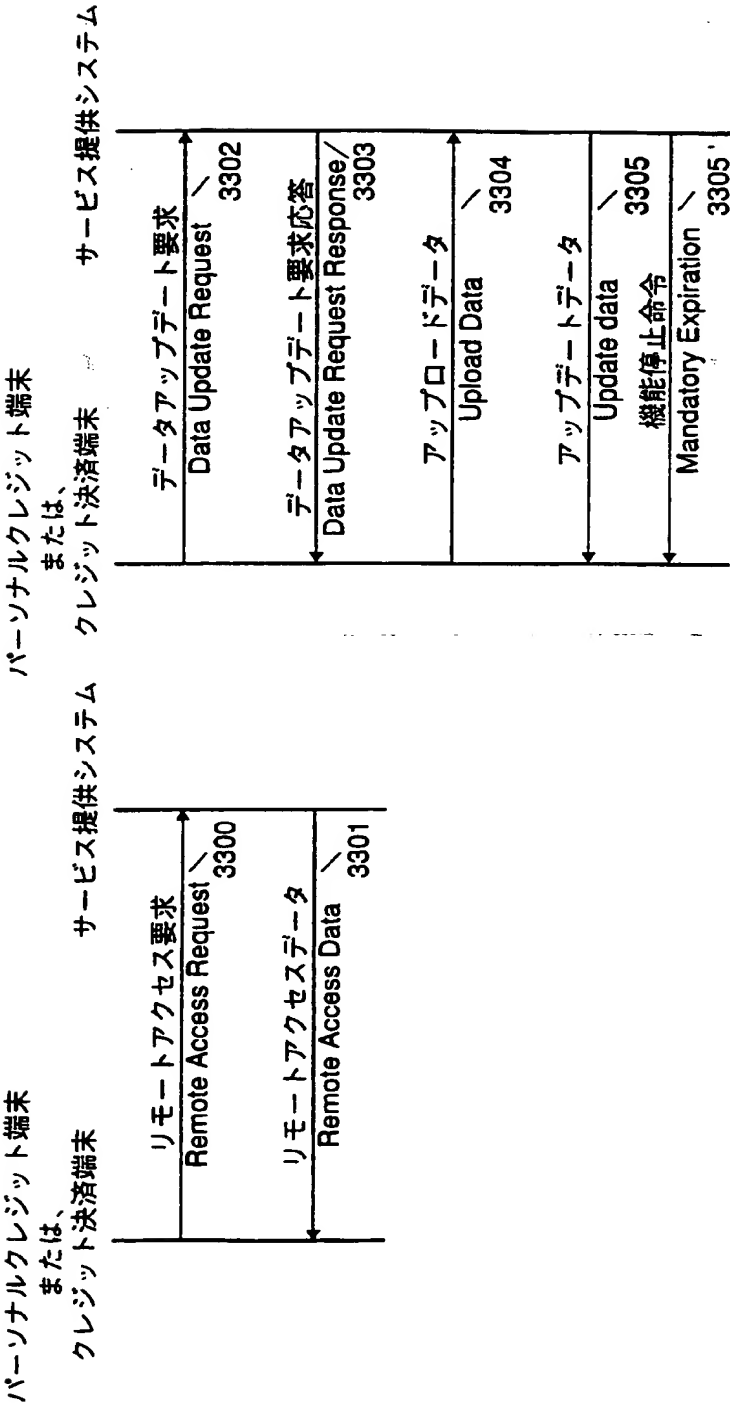 パーソナルクレジット端末
または、
クレジット決済端末
サービス提供システム
リモートアクセス要求
Remote Access Request
3300
リモートアクセスデータ
Remote Access Data
3301
パーソナルクレジット端末
または、
クレジット決済端末
サービス提供システム
データアップデート要求
Data Update Request
3302
データアップデート要求応答
Data Update Request Response
3303
アップロードデータ
Upload Data
3304
アップデートデータ
Update data
3305
機能停止命令
Mandatory Expiration
3305'